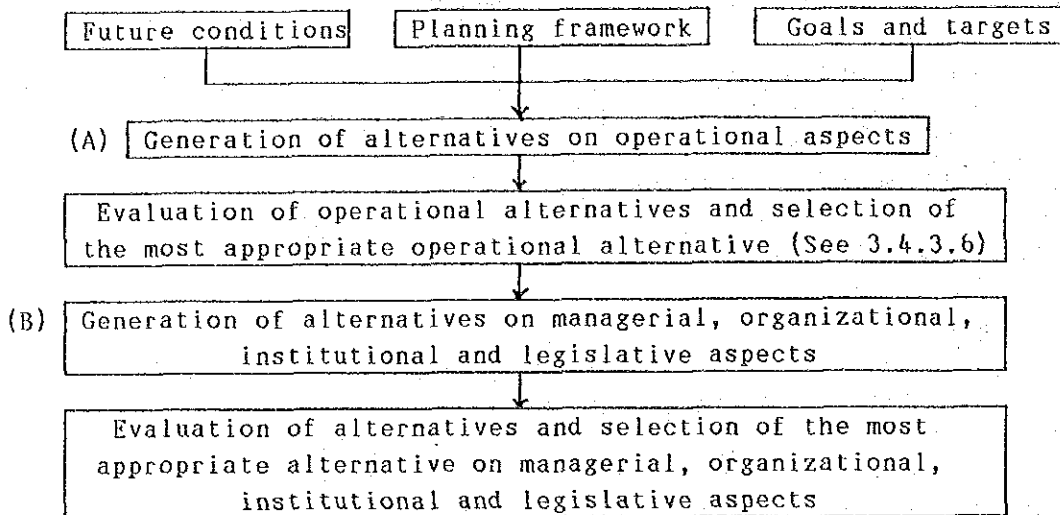 Future conditions Planning framework Goals and targets
(A) Generation of alternatives on operational aspects
Evaluation of operational alternatives and selection of
the most appropriate operational alternative (See 3.4.3.6)
(B) Generation of alternatives on managerial, organizational,
institutional and legislative aspects
Evaluation of alternatives and selection of the most
appropriate alternative on managerial, organizational,
institutional and legislative aspects